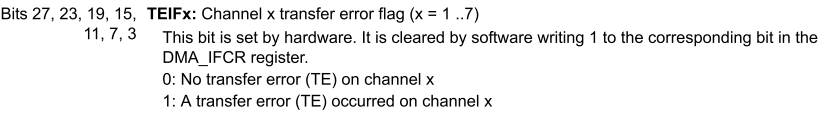 Bits 27, 23, 19, 15, TEIFx: Channel x transfer error flag (x = 1 ..7)
11, 7, 3 This bit is set by hardware. It is cleared by software writing 1 to the corresponding bit in the
DMA_IFCR register.
0: No transfer error (TE) on channel x
1: A transfer error (TE) occurred on channel x